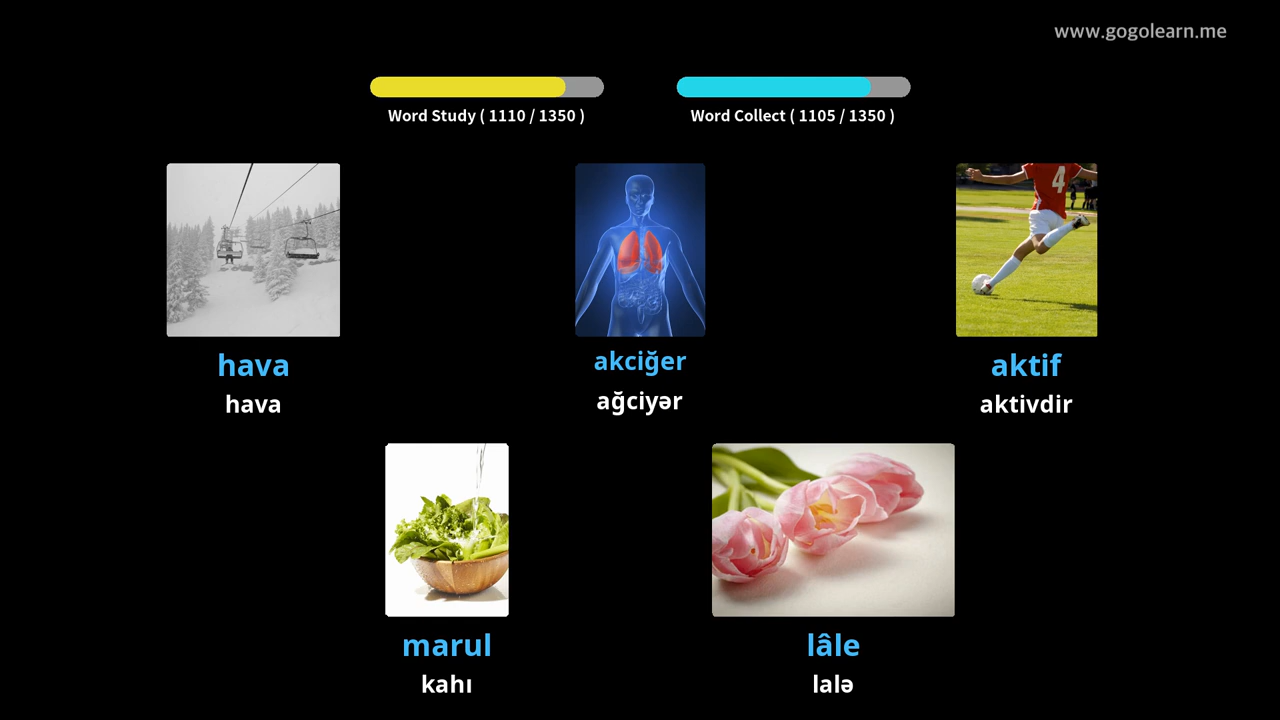 www.gogolearn.me
Word Study ( 1110 / 1350 )
Word Collect ( 1105 / 1350 )
4
hava
hava
akciğer
ağciyər
aktif
aktivdir
marul
kahı
lâle
lalə